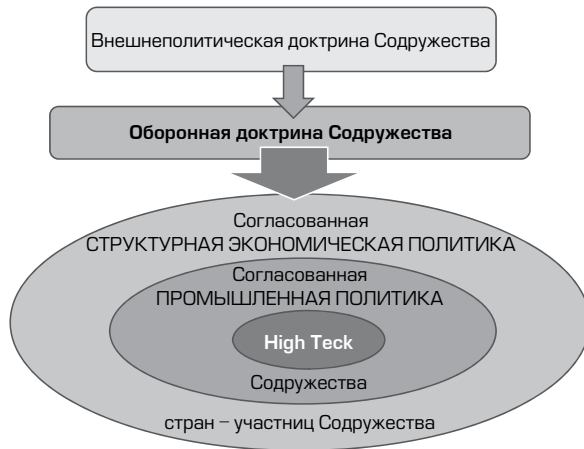 Внешнеполитическая доктрина Содружества
Оборонная доктрина Содружества
Согласованная
СТРУКТУРНАЯ ЭКОНОМИЧЕСКАЯ ПОЛИТИКА
Согласованная
ПРОМЫШЛЕННАЯ ПОЛИТИКА
High Teck
Содружества
стран – участниц Содружества